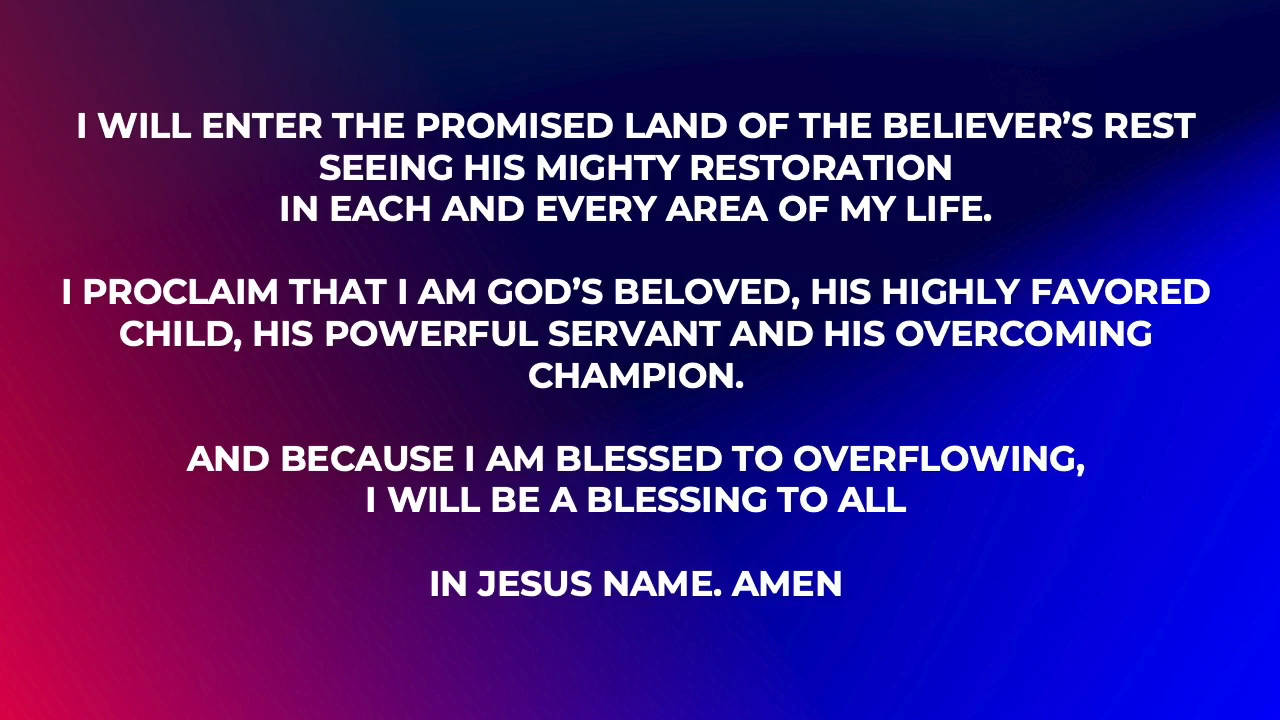 I WILL ENTER THE PROMISED LAND OF THE BELIEVER’S REST
SEEING HIS MIGHTY RESTORATION
IN EACH AND EVERY AREA OF MY LIFE.
I PROCLAIM THAT I AM GOD’S BELOVED, HIS HIGHLY FAVORED
CHILD, HIS POWERFUL SERVANT AND HIS OVERCOMING
CHAMPION.
AND BECAUSE I AM BLESSED TO OVERFLOWING,
I WILL BE A BLESSING TO ALL
IN JESUS NAME. AMEN